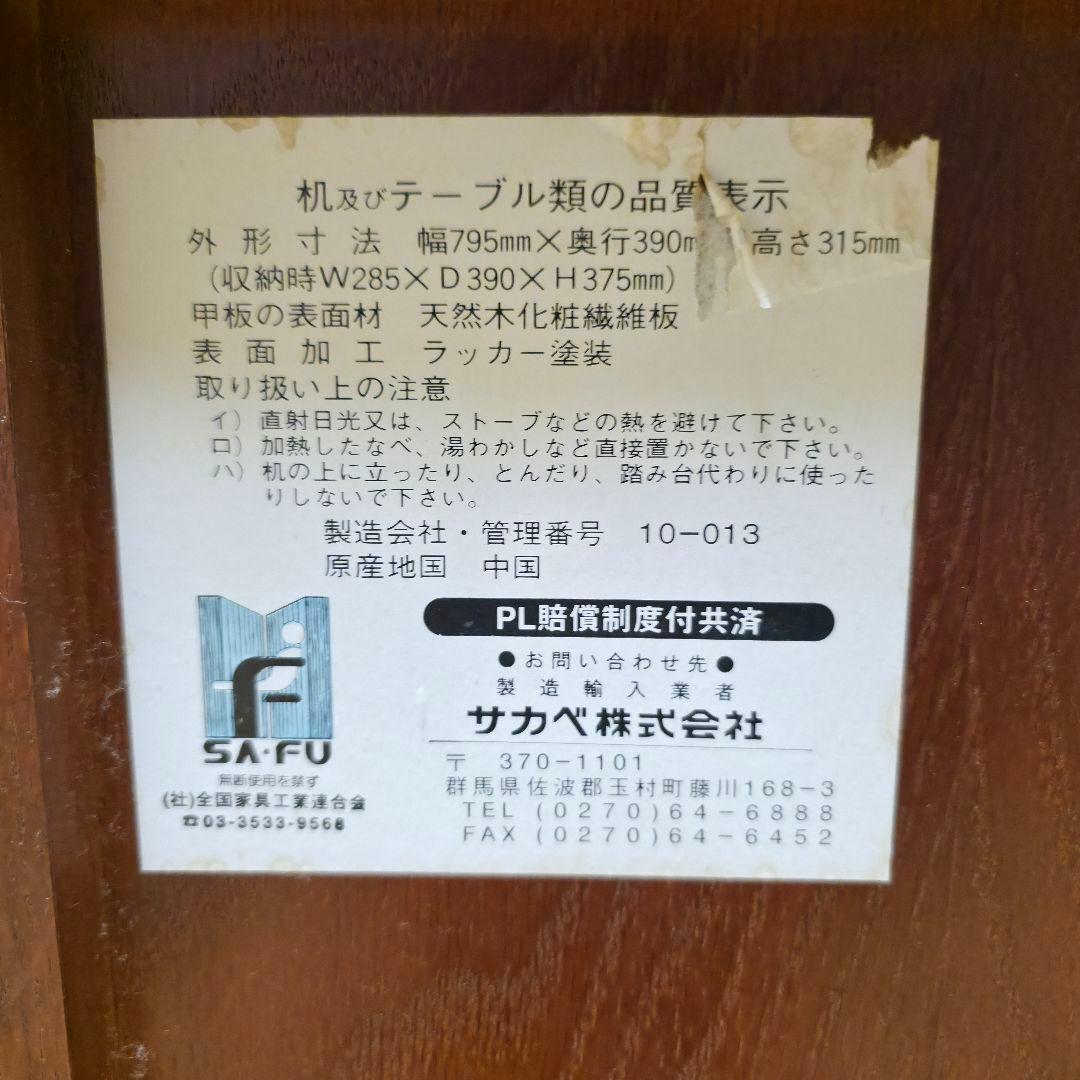 机及びテーブル類の品質表示
外形寸法 幅795mm×奥行390m 高さ315mm
(収納時W285×D390×H375mm)
甲板の表面材 天然木化粧繊維板
表面加工 ラッカー塗装
取り扱い上の注意
イ) 直射日光又は、ストーブなどの熱を避けて下さい。
ロ) 加熱したなべ、湯わかしなど直接置かないで下さい。
ハ) 机の上に立ったり、とんだり、踏み台代わりに使った
りしないで下さい。
製造会社・管理番号 10-013
原産地国 中国
PL賠償制度付共済
●お問い合わせ先●
製造輸入業者
サカベ株式会社
〒 370-1101
群馬県佐波郡玉村町藤川168-3
TEL (0270)64-6888
FAX (0270)64-6452
f
SA・FU
無断使用を禁ず
(社)全国家具工業連合会
☎03-3533-9568